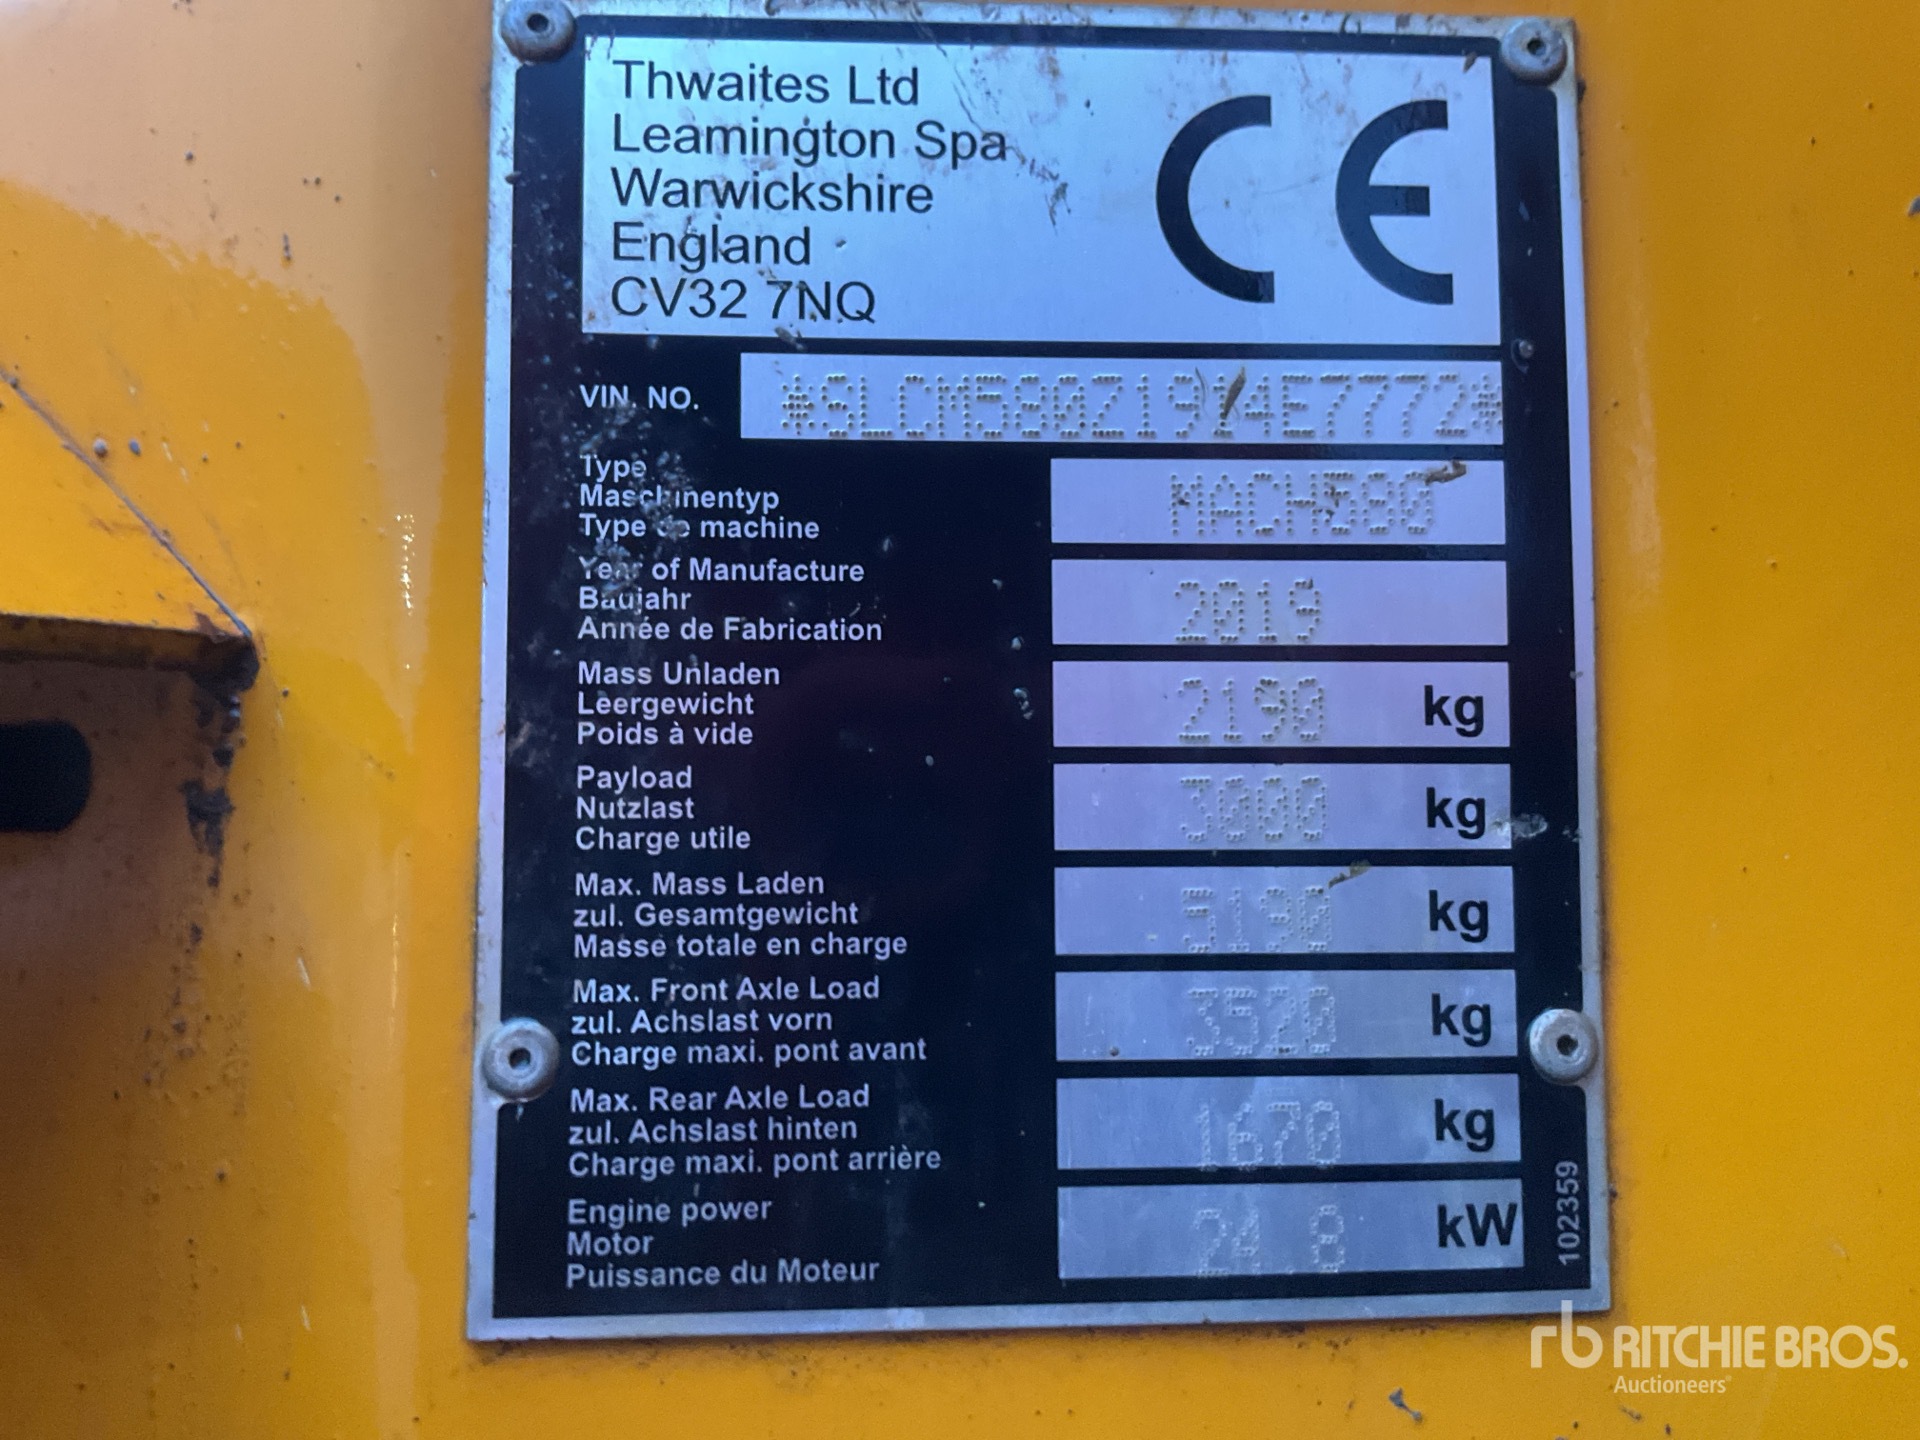 Thwaites Ltd
Leamington Spa
Warwickshire
England
CV32 7NQ
CE
VIN. NO.
Type
Maschinentyp
Type de machine
MACH580
Year of Manufacture
Baujahr
Année de Fabrication
2019
Mass Unladen
Leergewicht
Poids à vide
2190 kg
Payload
Nutzlast
Charge utile
3000 kg
Max. Mass Laden
zul. Gesamtgewicht
Masse totale en charge
5190 kg
Max. Front Axle Load
zul. Achslast vorn
Charge maxi. pont avant
3520 kg
Max. Rear Axle Load
zul. Achslast hinten
Charge maxi. pont arrière
1670 kg
Engine power
Motor
Puissance du Moteur
kW
102359
rb RITCHIE BROS.
Auctioneers